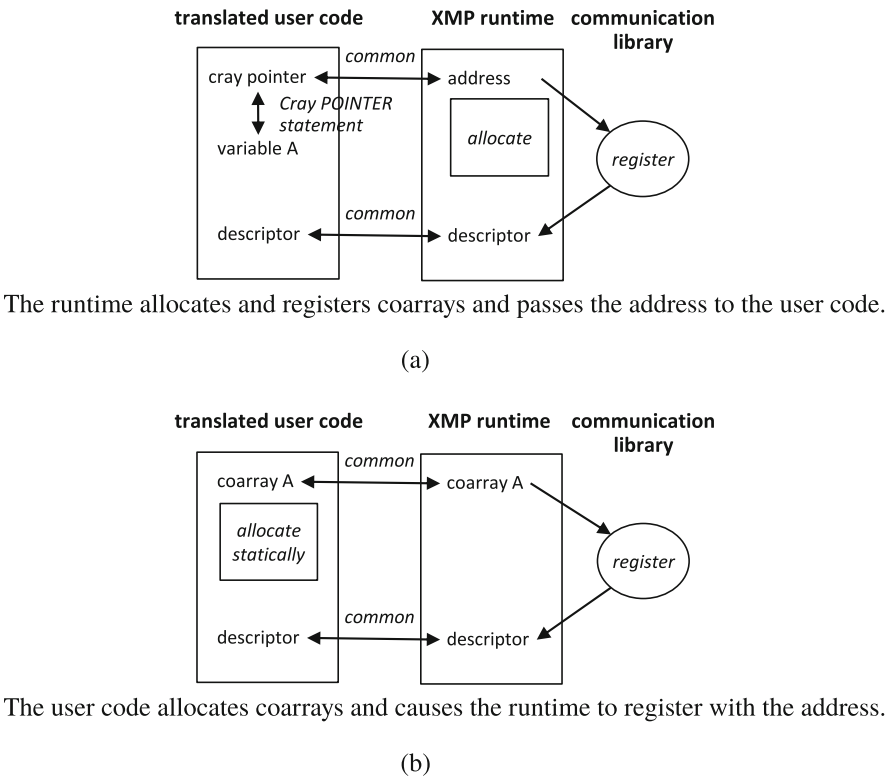 translated user code XMP runtime communication
library
common
cray pointer address
Cray POINTER
statement
allocate
register
variable A
common
descriptor descriptor
The runtime allocates and registers coarrays and passes the address to the user code.
(a)
translated user code XMP runtime communication
library
common
coarray A coarray A
allocate
statically
register
common
descriptor descriptor
The user code allocates coarrays and causes the runtime to register with the address.
(b)